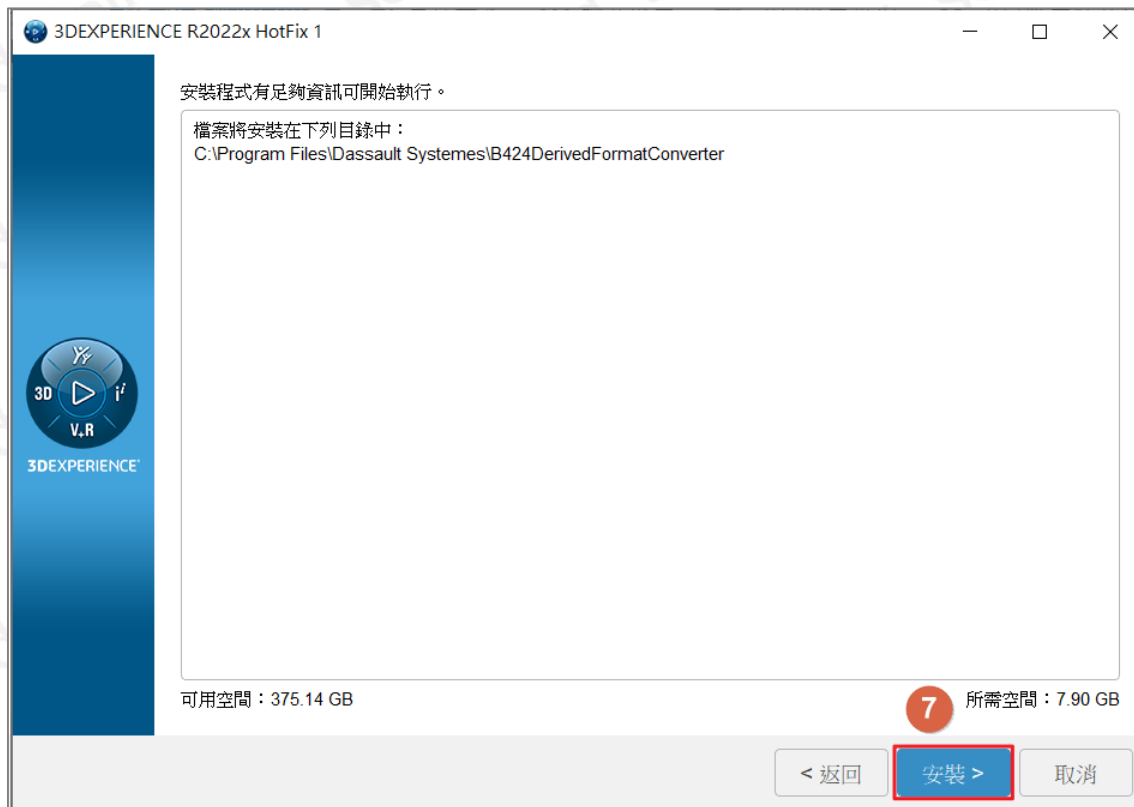 3DEXPERIENCE R2022x HotFix 1
安裝程式有足夠資訊可開始執行。
檔案將安裝在下列目錄中：
C:\Program Files\Dassault Systemes\B424DerivedFormatConverter
3D
V+R
3DEXPERIENCE
可用空間：375.14 GB
7
所需空間：7.90 GB
< 返回
安裝 >
取消